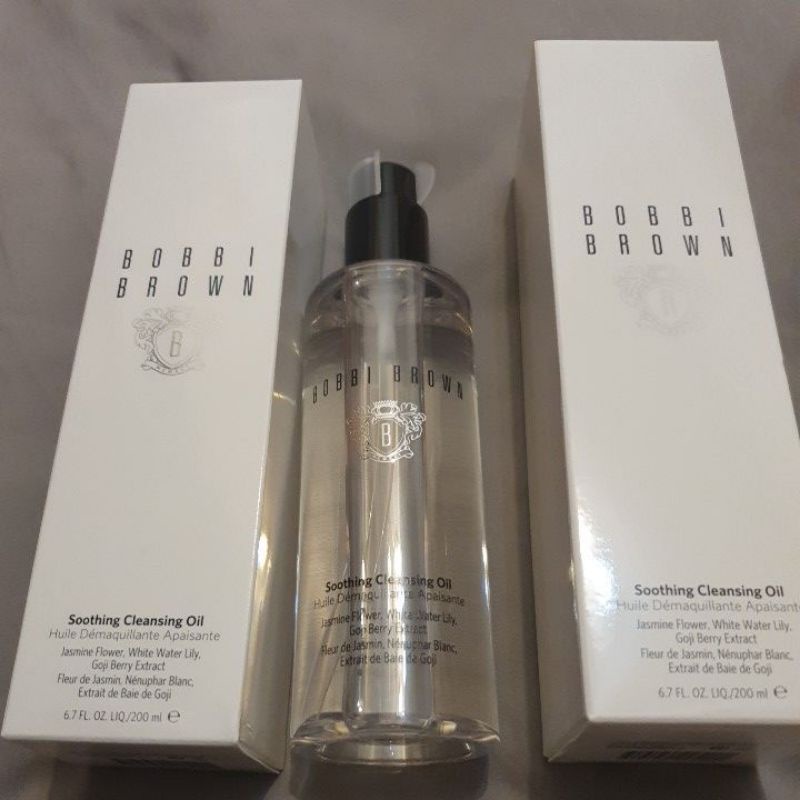 BOBBI
BROWN
B
Soothing Cleansing Oil
Huile Démaquillante Apaisante
Jasmine Flower, White Water Lily,
Goji Berry Extract
Fleur de Jasmin, Nénuphar Blanc,
Extrait de Baie de Goji
6.7 FL. OZ. LIQ./200 ml ℮
BOBBI BROWN
B
Soothing Cleansing Oil
Huile Démaquillante Apaisante
Jasmine Flower, White Water Lily,
Goji Berry Extract
Fleur de Jasmin, Nénuphar Blanc,
Extrait de Baie de Goji
BOBBI
BROWN
Soothing Cleansing Oil
Huile Démaquillante Apaisante
Jasmine Flower, White Water Lily,
Goji Berry Extract
Fleur de Jasmin, Nénuphar Blanc,
Extrait de Baie de Goji
6.7 FL. OZ. LIQ./200 ml ℮